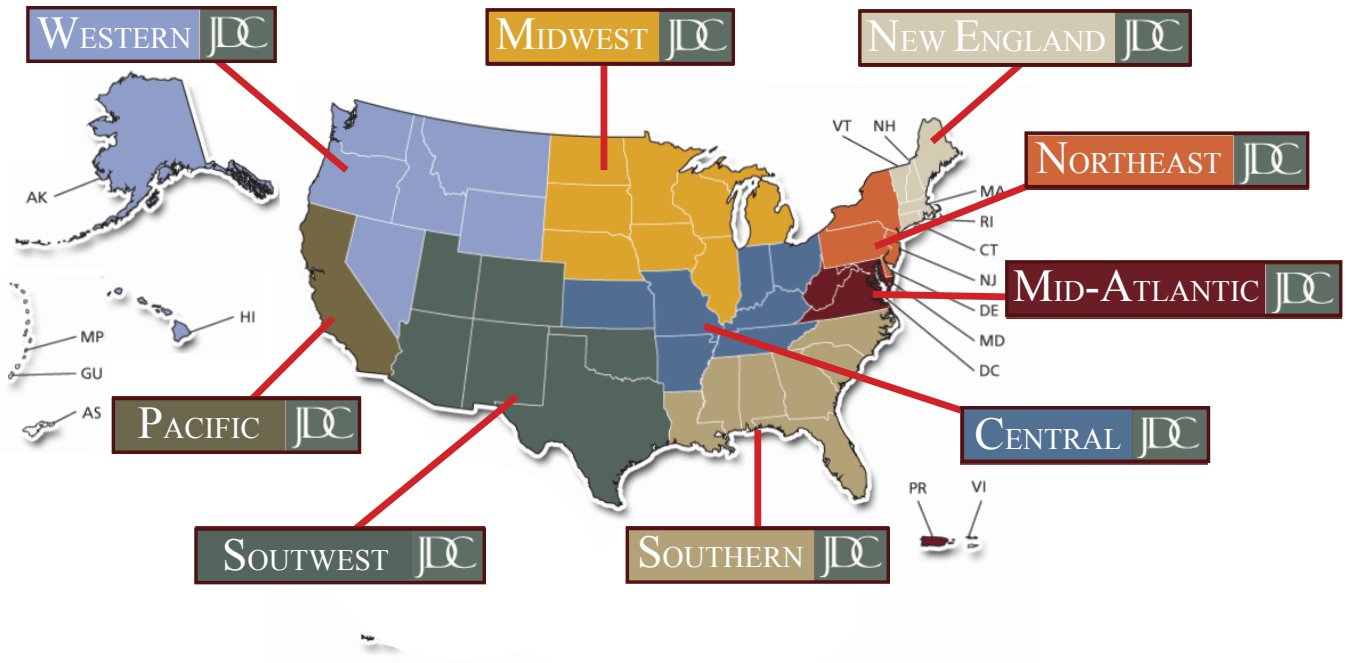 WESTERN JDC
MIDWEST JDC
NEW ENGLAND JDC
VT NH
NORTHEAST JDC
AK
MA
RI
CT
NJ
MID-ATLANTIC JDC
DE
HI
MP
MD
GU
DC
AS
PACIFIC JDC
CENTRAL JDC
PR VI
SOUTWEST JDC
SOUTHERN JDC